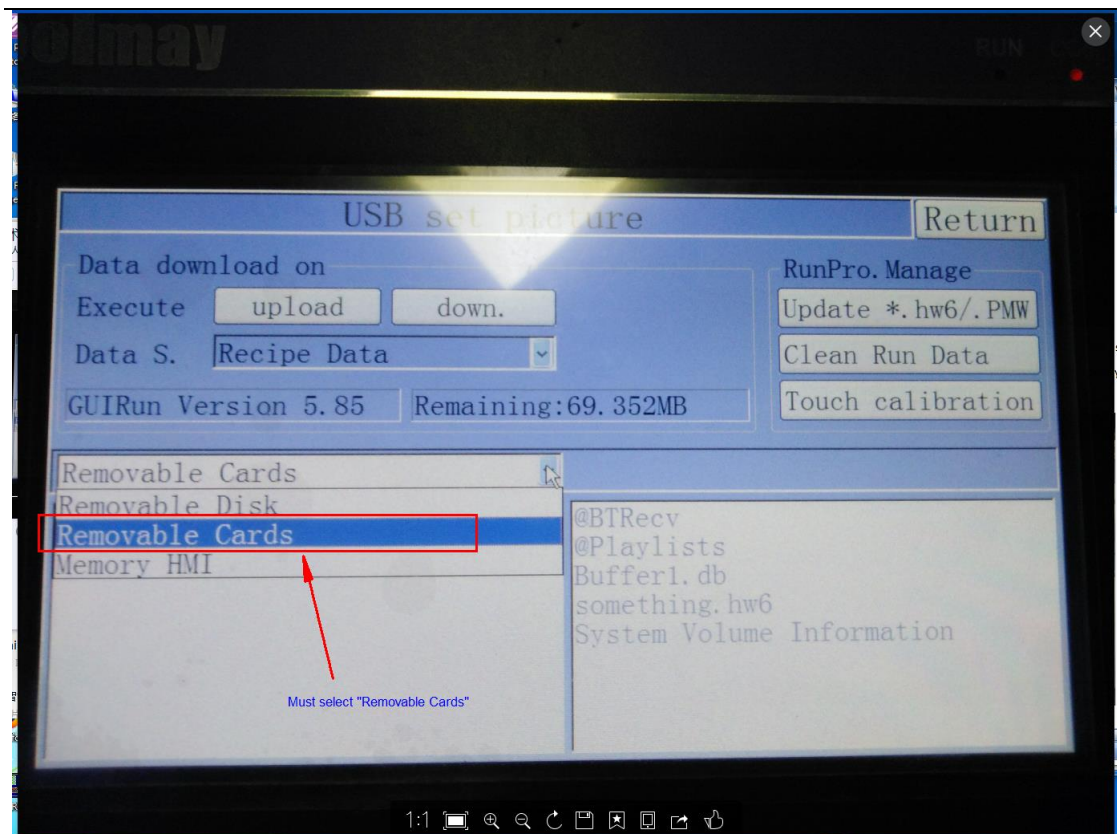 olmay
RUN
USB set picture
Return
Data download on
RunPro. Manage
Execute
upload
down.
Update *. hw6/. PMW
Data S.
Recipe Data
Clean Run Data
GUIRun Version 5.85
Remaining:69.352MB
Touch calibration
Removable Cards
Removable Disk
Removable Cards
Memory HMI
@BTRecv
@Playlists
Buffer1. db
something. hw6
System Volume Information
Must select "Removable Cards"
1:1